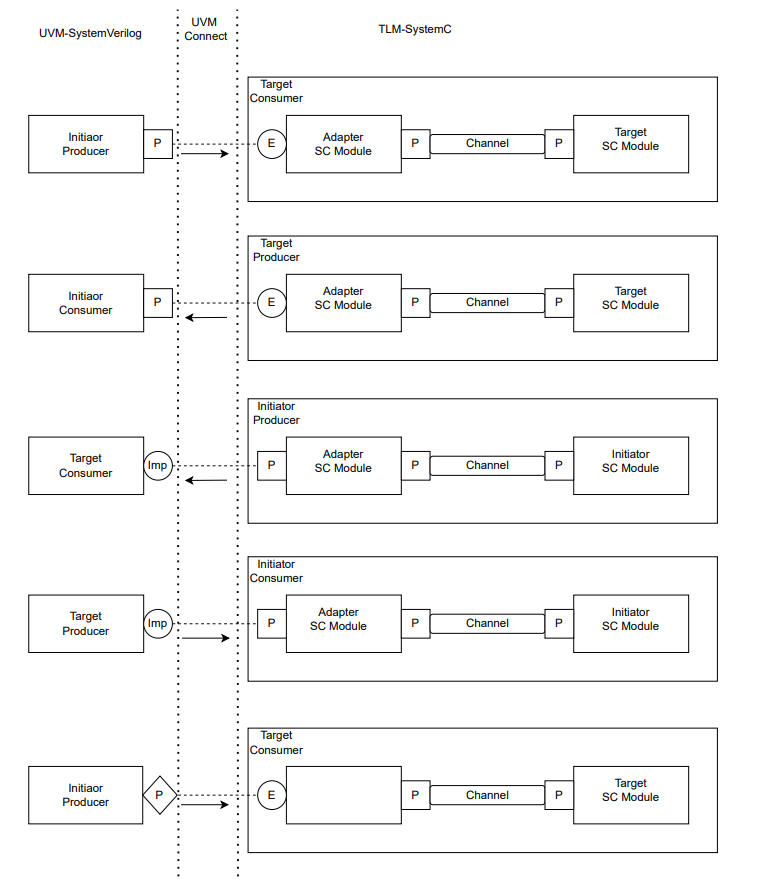 UVM-SystemVerilog
UVM
Connect
TLM-SystemC
Target
Consumer
Initiaor
Producer
P
E
Adapter
SC Module
P
Channel
P
Target
SC Module
Target
Producer
Initiaor
Consumer
P
E
Adapter
SC Module
P
Channel
P
Target
SC Module
Initiator
Producer
Target
Consumer
Imp
P
Adapter
SC Module
P
Channel
P
Initiator
SC Module
Initiator
Consumer
Target
Producer
Imp
P
Adapter
SC Module
P
Channel
P
Initiator
SC Module
Target
Consumer
Initiaor
Producer
P
E
P
Channel
P
Target
SC Module